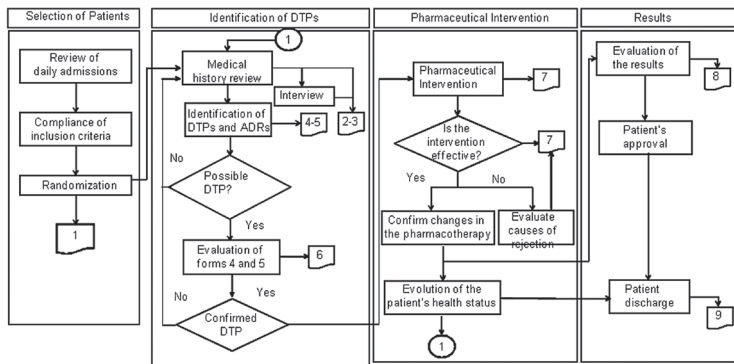 Selection of Patients
Identification of DTPs
Pharmaceutical Intervention
Results
Review of
daily admissions
Compliance of
inclusion criteria
Randomization
1
1
Medical
history review
Interview
2-3
Identification of
DTPs and ADRs
4-5
No
Possible
DTP?
Yes
Evaluation of
forms 4 and 5
6
No
Yes
Confirmed
DTP
Pharmaceutical
Intervention
7
Is the
intervention
effective?
7
Yes
No
Confirm changes in
the pharmacotherapy
Evaluate
causes of
rejection
Evolution of the
patient's health status
1
Evaluation of
the results
8
Patient's
approval
Patient
discharge
9